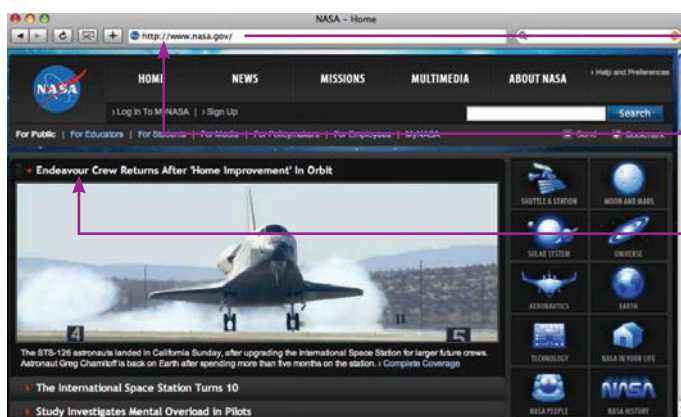 NASA – Home
http://www.nasa.gov/
NASA
HOME
NEWS
MISSIONS
MULTIMEDIA
ABOUT NASA
› Help and Preferences
› Log In To MyNASA | › Sign Up
Search
For Public | For Educators | For Students | For Media | For Policymakers | For Employees | MyNASA
Send
Bookmark
Endeavour Crew Returns After 'Home Improvement' In Orbit
4
5
The STS-126 astronauts landed in California Sunday, after upgrading the International Space Station for larger future crews.
Astronaut Greg Chamitoff is back on Earth after spending more than five months on the station. › Complete Coverage
The International Space Station Turns 10
Study Investigates Mental Overload in Pilots
SHUTTLE & STATION
MOON AND MARS
SOLAR SYSTEM
UNIVERSE
AERONAUTICS
EARTH
TECHNOLOGY
NASA IN YOUR LIFE
NASA
NASA PEOPLE
NASA HISTORY